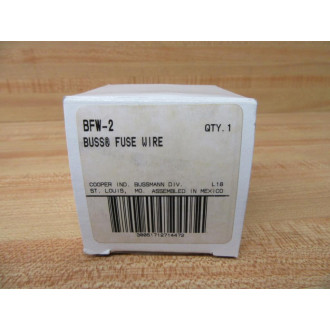 BFW-2 QTY. 1
BUSS® FUSE WIRE
COOPER IND. BUSSMANN DIV. L18
ST. LOUIS, MO. ASSEMBLED IN MEXICO